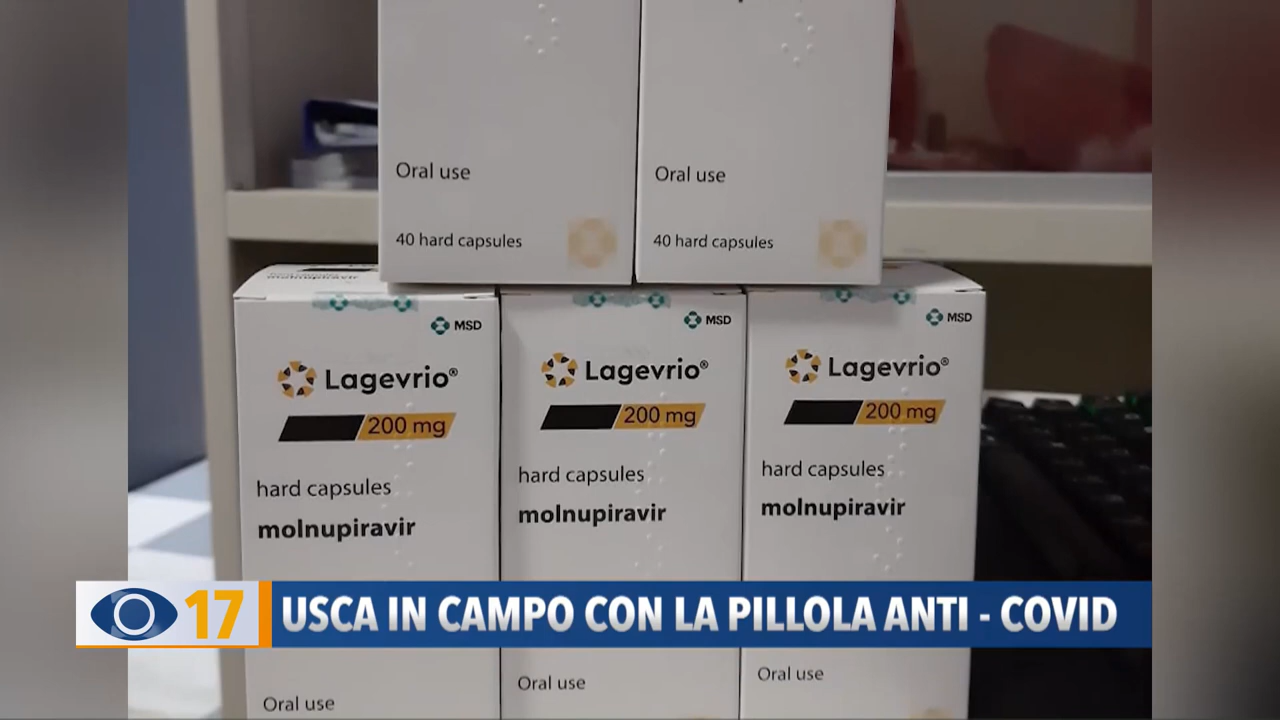 Oral use
Oral use
40 hard capsules
40 hard capsules
molnupiravir
MSD
MSD
MSD
Lagevrio®
Lagevrio®
Lagevrio®
200 mg
200 mg
200 mg
hard capsules
hard capsules
hard capsules
molnupiravir
molnupiravir
molnupiravir
17
USCA IN CAMPO CON LA PILLOLA ANTI - COVID
Oral use
Oral use
Oral use